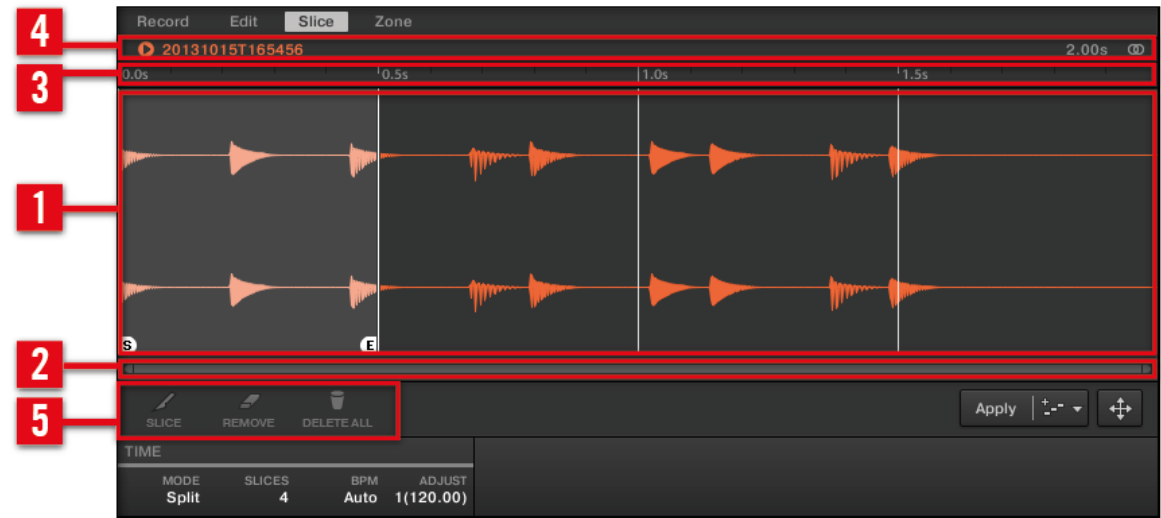 Record Edit Slice Zone
4
20131015T165456 2.00s
3
0.0s 0.5s 1.0s 1.5s
1
S E
2
5
SLICE REMOVE DELETE ALL Apply
TIME
MODE SLICES BPM ADJUST
Split 4 Auto 1(120.00)